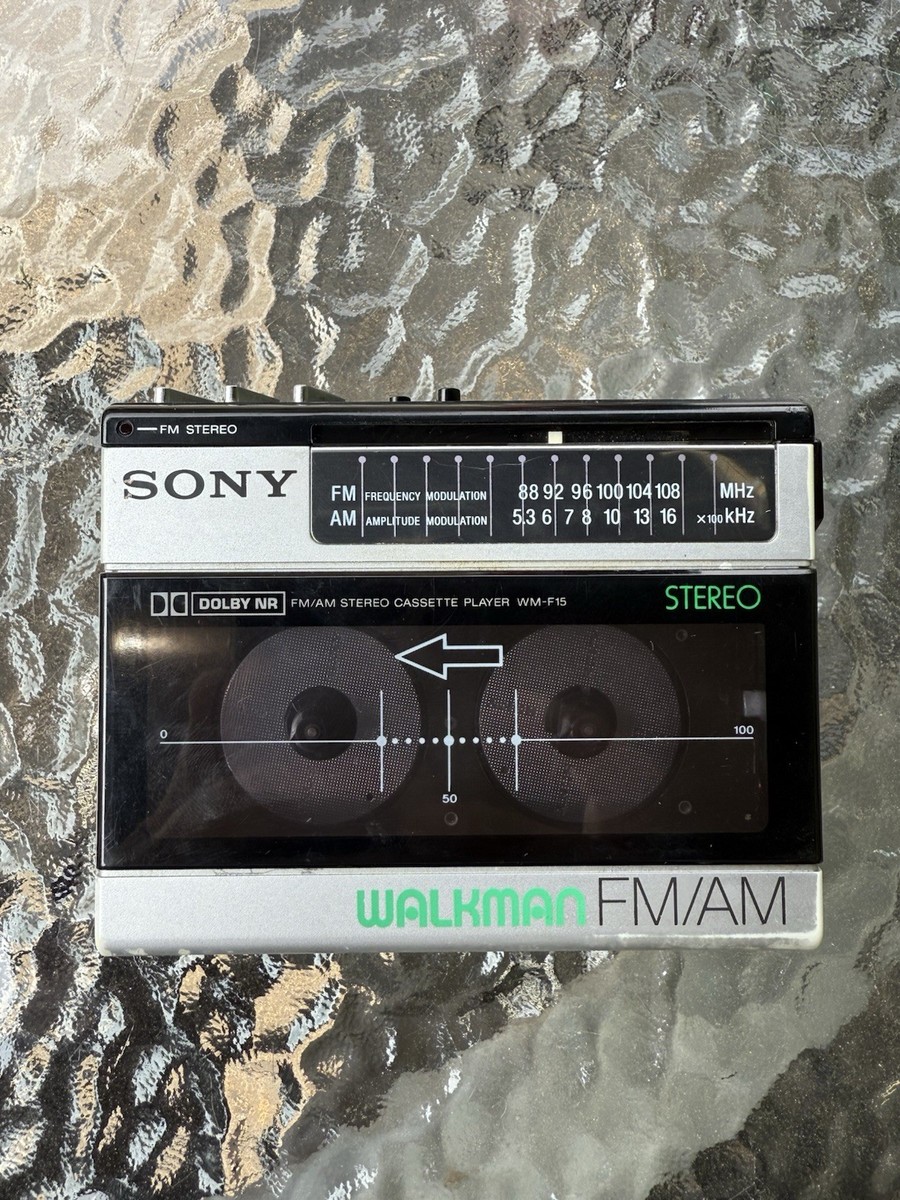 FM STEREO
SONY
FM FREQUENCY MODULATION 88 92 96 100 104 108 MHz
AM AMPLITUDE MODULATION 5.3 6 7 8 10 13 16 ×100 kHz
DOLBY NR FM/AM STEREO CASSETTE PLAYER WM-F15 STEREO
0 100
50
WALKMAN FM/AM